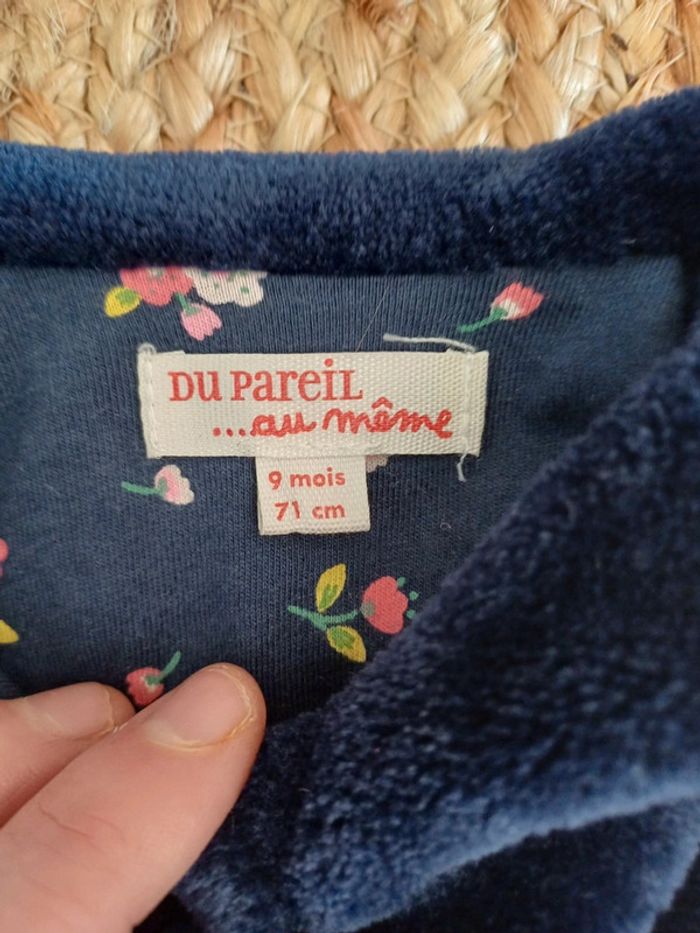 DU PAREIL
...au même
9 mois
71 cm